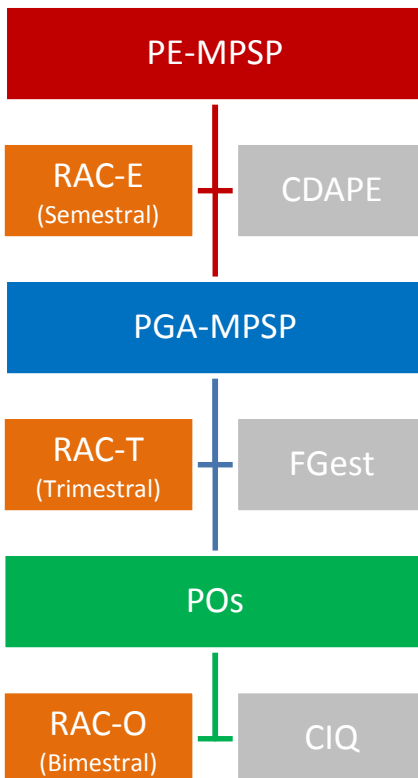 PE-MPSP
RAC-E
(Semestral)
CDAPE
PGA-MPSP
RAC-T
(Trimestral)
FGest
POs
RAC-O
(Bimestral)
CIQ